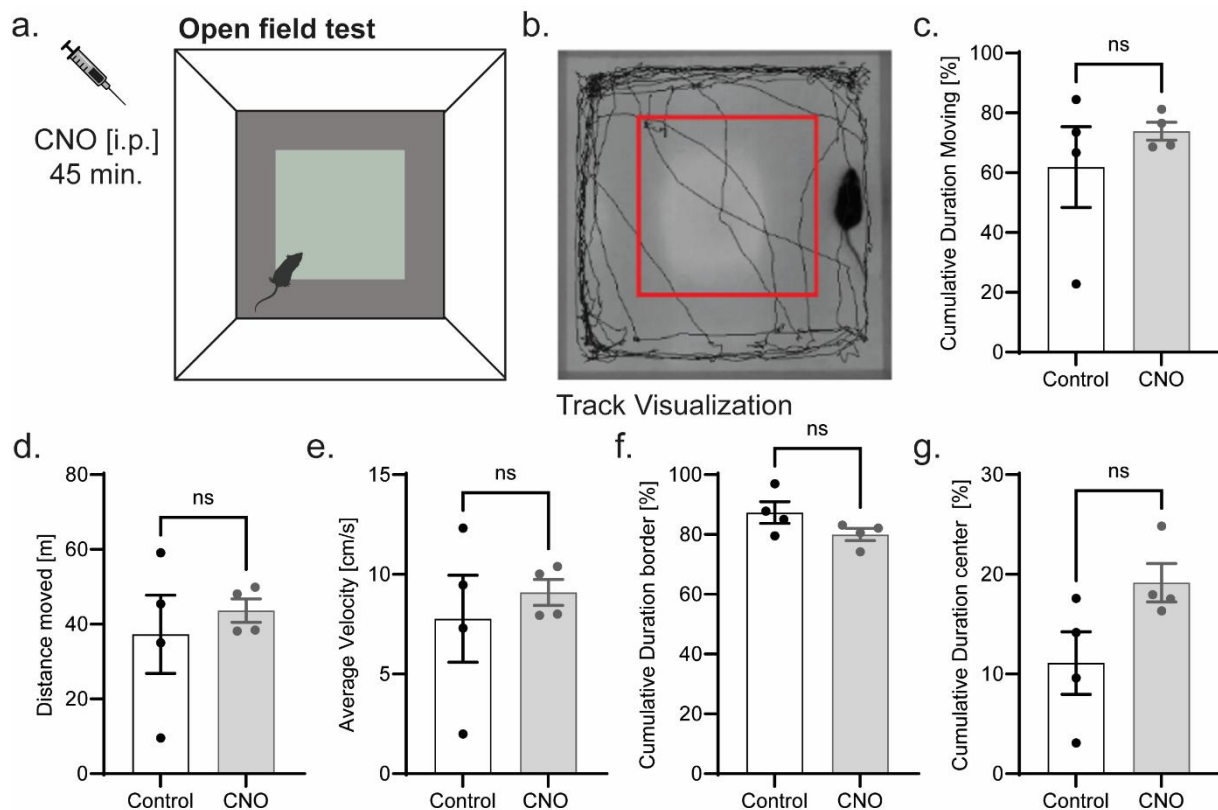 a.
Open field test
CNO [i.p.]
45 min.
b.
Track Visualization
c.
Cumulative Duration Moving [%]
100
80
60
40
20
0
ns
Control
CNO
d.
Distance moved [m]
80
60
40
20
0
ns
Control
CNO
e.
Average Velocity [cm/s]
15
10
5
0
ns
Control
CNO
f.
Cumulative Duration border [%]
100
80
60
40
20
0
ns
Control
CNO
g.
Cumulative Duration center [%]
30
20
10
0
ns
Control
CNO